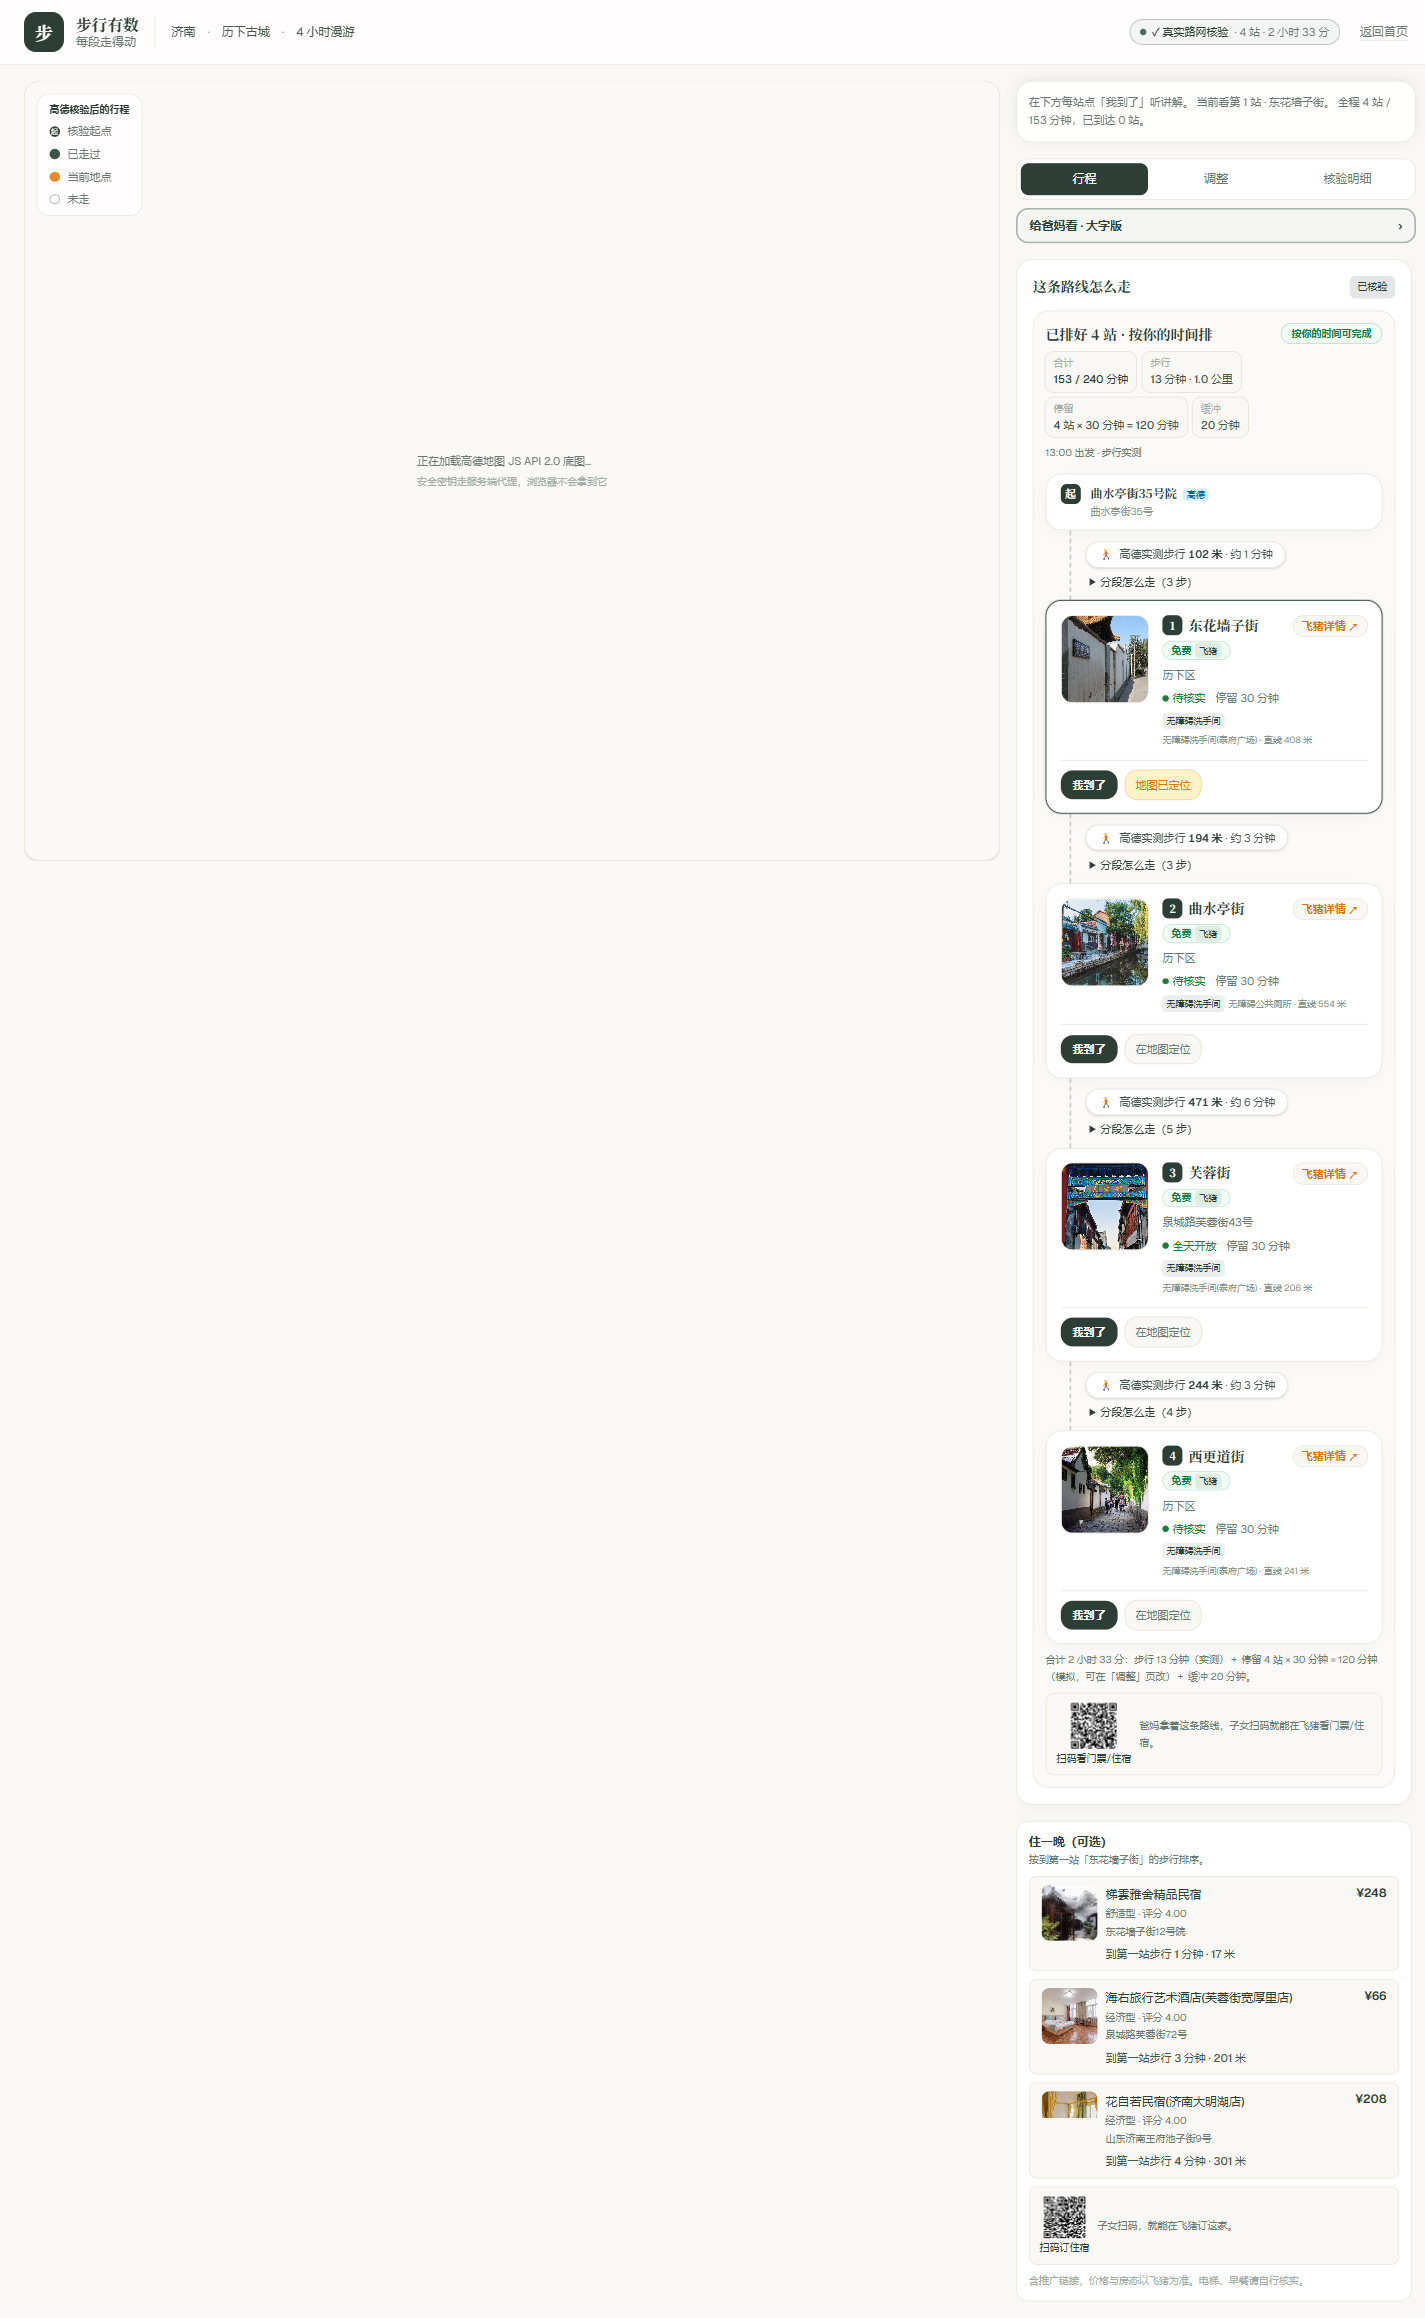 步
步行有数
每段走得动
济南 · 历下古城 · 4 小时漫游
✓ 真实路网核验 · 4 站 · 2 小时 33 分
返回首页
高德核验后的行程
起 核验起点
已走过
当前地点
未走
正在加载高德地图 JS API 2.0 底图…
安全密钥走服务端代理，浏览器不会拿到它
在下方每站点「我到了」听讲解。 当前看第 1 站 · 东花墙子街。 全程 4 站 /
153 分钟，已到达 0 站。
行程
调整
核验明细
给爸妈看 · 大字版 ›
这条路线怎么走
已核验
已排好 4 站 · 按你的时间排
按你的时间可完成
合计
153 / 240 分钟
步行
13 分钟 · 1.0 公里
停留
4 站 × 30 分钟 = 120 分钟
缓冲
20 分钟
13:00 出发 · 步行实测
起 曲水亭街35号院 高德
曲水亭街35号
高德实测步行 102 米 · 约 1 分钟
▶ 分段怎么走（3 步）
1 东花墙子街
飞猪详情 ↗
免费 飞猪
历下区
待核实 停留 30 分钟
无障碍洗手间
无障碍洗手间(泰府广场) · 直线 408 米
我到了
地图已定位
高德实测步行 194 米 · 约 3 分钟
▶ 分段怎么走（3 步）
2 曲水亭街
飞猪详情 ↗
免费 飞猪
历下区
待核实 停留 30 分钟
无障碍洗手间 无障碍公共厕所 · 直线 554 米
我到了
在地图定位
高德实测步行 471 米 · 约 6 分钟
▶ 分段怎么走（5 步）
3 芙蓉街
飞猪详情 ↗
免费 飞猪
泉城路芙蓉街43号
全天开放 停留 30 分钟
无障碍洗手间
无障碍洗手间(泰府广场) · 直线 206 米
我到了
在地图定位
高德实测步行 244 米 · 约 3 分钟
▶ 分段怎么走（4 步）
4 西更道街
飞猪详情 ↗
免费 飞猪
历下区
待核实 停留 30 分钟
无障碍洗手间
无障碍洗手间(泰府广场) · 直线 241 米
我到了
在地图定位
合计 2 小时 33 分：步行 13 分钟（实测）+ 停留 4 站 × 30 分钟 = 120 分钟
（模拟，可在「调整」页改）+ 缓冲 20 分钟。
扫码看门票/住宿
爸妈拿着这条路线，子女扫码就能在飞猪看门票/住
宿。
住一晚（可选）
按到第一站「东花墙子街」的步行排序。
梯雲雅舍精品民宿
¥248
舒适型 · 评分 4.00
东花墙子街12号院
到第一站步行 1 分钟 · 17 米
海右旅行艺术酒店(芙蓉街宽厚里店)
¥66
经济型 · 评分 4.00
泉城路芙蓉街72号
到第一站步行 3 分钟 · 201 米
花自若民宿(济南大明湖店)
¥208
经济型 · 评分 4.00
山东济南王府池子街9号
到第一站步行 4 分钟 · 301 米
扫码订住宿
子女扫码，就能在飞猪订这家。
含推广链接，价格与房态以飞猪为准。电梯、早餐请自行核实。